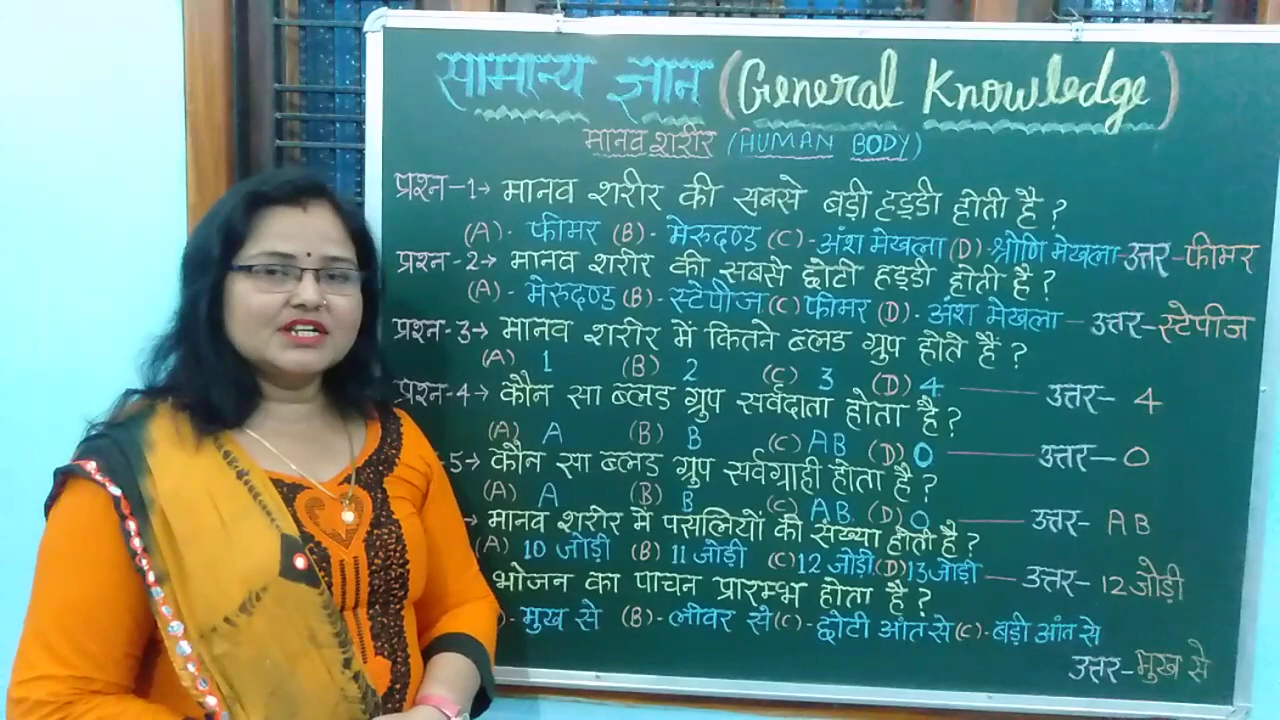 सामान्य ज्ञान (General Knowledge)
मानव शरीर (HUMAN BODY)
प्रश्न-1→ मानव शरीर की सबसे बड़ी हड्डी होती है?
(A)- फीमर (B)- मेरुदण्ड (C)- अंश मेखला (D)- श्रोणि मेखला-उत्तर-फीमर
प्रश्न-2→ मानव शरीर की सबसे छोटी हड्डी होती है?
(A)- मेरुदण्ड (B)- स्टेपीज (C) फीमर (D)- अंश मेखला - उत्तर-स्टेपीज
प्रश्न-3→ मानव शरीर में कितने ब्लड ग्रुप होते है?
(A) 1 (B) 2 (C) 3 (D) 4 — उत्तर- 4
प्रश्न-4→ कौन सा ब्लड ग्रुप सर्वदाता होता है?
(A) A (B) B (C) AB (D) O — उत्तर-O
-5→ कौन सा ब्लड ग्रुप सर्वग्राही होता है?
(A) A (B) B (C) AB (D) O — उत्तर- AB
→ मानव शरीर में पसलियों की संख्या होती है?
(A) 10 जोड़ी (B) 11 जोड़ी (C) 12 जोड़ी (D) 13 जोड़ी — उत्तर- 12 जोड़ी
भोजन का पाचन प्रारम्भ होता है?
)- मुख से (B)- लीवर से (C)- छोटी आंत से (C)- बड़ी आंत से
उत्तर-मुख से